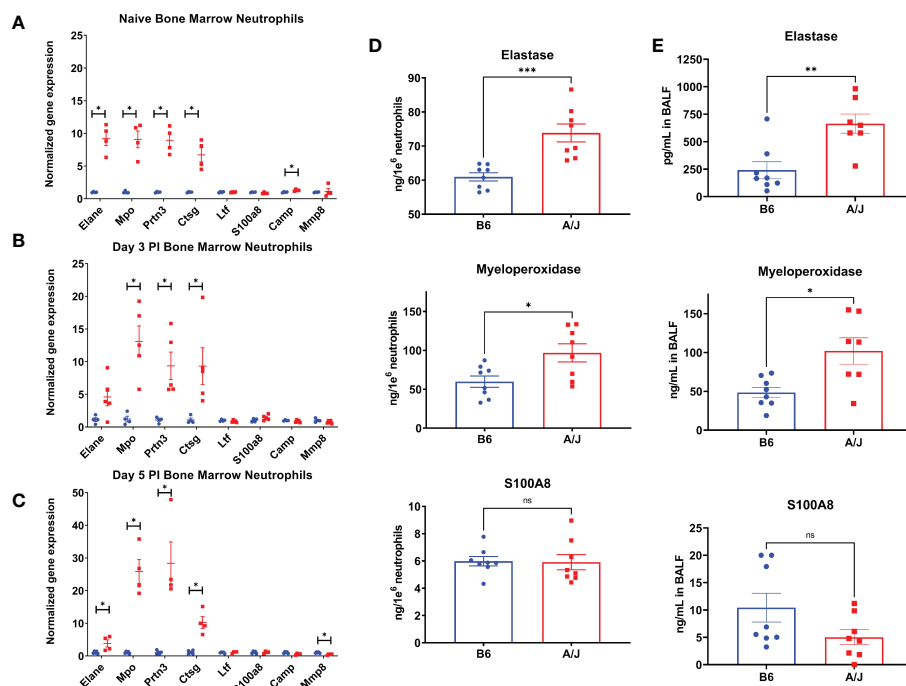 A
Naive Bone Marrow Neutrophils
Normalized gene expression
25
20
15
10
5
0
* * * * *
Elane Mpo Prtn3 Ctsg Ltf S100a8 Camp Mmp8
B
Day 3 PI Bone Marrow Neutrophils
Normalized gene expression
25
20
15
10
5
0
* * *
Elane Mpo Prtn3 Ctsg Ltf S100a8 Camp Mmp8
C
Day 5 PI Bone Marrow Neutrophils
Normalized gene expression
50
40
30
20
10
0
* * * * *
Elane Mpo Prtn3 Ctsg Ltf S100a8 Camp Mmp8
D
Elastase
ng/1e⁶ neutrophils
100
90
80
70
60
50
***
B6 A/J
Myeloperoxidase
ng/1e⁶ neutrophils
150
100
50
0
*
B6 A/J
S100A8
ng/1e⁶ neutrophils
10
8
6
4
2
0
ns
B6 A/J
E
Elastase
pg/mL in BALF
1250
1000
750
500
250
0
**
B6 A/J
Myeloperoxidase
ng/mL in BALF
150
100
50
0
*
B6 A/J
S100A8
ng/mL in BALF
20
15
10
5
0
ns
B6 A/J